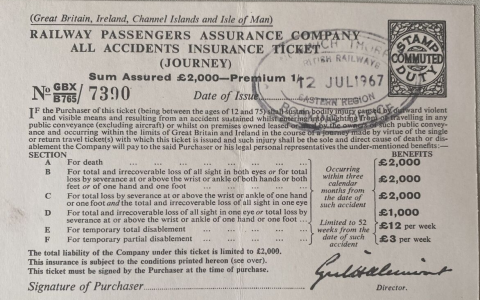 (Great Britain, Ireland, Channel Islands and Isle of Man)
RAILWAY PASSENGERS ASSURANCE COMPANY
ALL ACCIDENTS INSURANCE TICKET
(JOURNEY)
Sum Assured £2,000—Premium 1/-
STAMP
COMMUTED
DUTY
BRITISH RAILWAYS
12 JUL 1967
EASTERN REGION
No GBX/B765/ 7390 Date of Issue
IF the Purchaser of this ticket (being between the ages of 12 and 75) shall sustain bodily injury caused by outward violent
and visible means and resulting from an accident sustained whilst entering alighting from or travelling in any
public conveyance (excluding aircraft) or whilst on premises leased or owned by the owners of such public convey-
ance and occurring within the limits of Great Britain and Ireland in the course of a journey made by virtue of the single
or return travel ticket(s) with which this ticket is issued and such injury shall be the sole and direct cause of death or dis-
ablement the Company will pay to the said Purchaser or his legal personal representatives the under-mentioned benefits:—
SECTION BENEFITS
A For death ... ... ... ... ... £2,000
B For total and irrecoverable loss of all sight in both eyes or for total
loss by severance at or above the wrist or ankle of both hands or both
feet or of one hand and one foot ... £2,000
C For total loss by severance at or above the wrist or ankle of one hand
or one foot and the total and irrecoverable loss of all sight in one eye £2,000
D For total and irrecoverable loss of all sight in one eye or total loss by
severance at or above the wrist or ankle of one hand or one foot ... £1,000
Occurring
within three
calendar
months from
the date of
such accident
E For temporary total disablement ... £12 per week
F For temporary partial disablement ... £3 per week
Limited to 52
weeks from the
date of such
accident
The total liability of the Company under this ticket is limited to £2,000.
This insurance is subject to the conditions printed hereon (see over).
This ticket must be signed by the Purchaser at the time of purchase.
Signature of Purchaser Director.